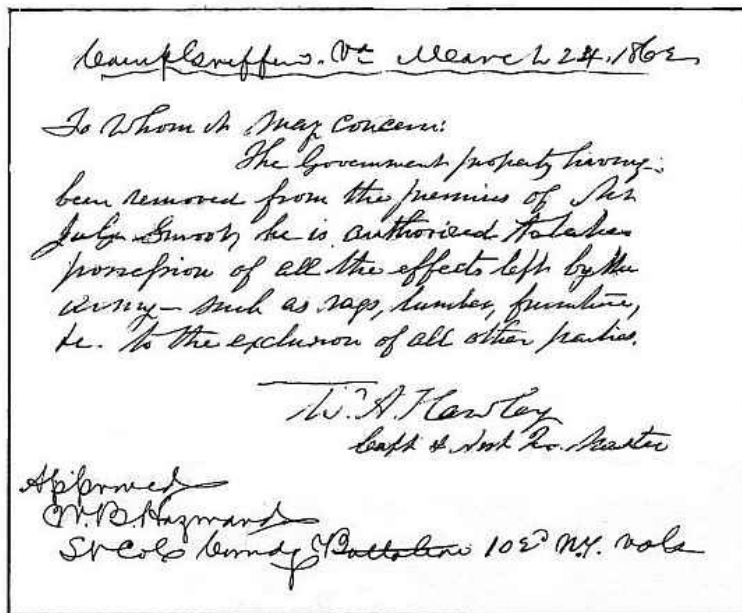 Camp Griffin. Va March 24. 1862
To Whom it May Concern:
The Government property having
been removed from the premises of Mr
Smoot, he is authorized to take
possession of all the effects left by the
army – such as rags, lumber, furniture,
&c. to the exclusion of all other parties.
W. A. Hawley
Capt & Asst Qr. Master
Approved
W. B. Hayward
Lt Col Comdg Battalion 102d N.Y. Vols